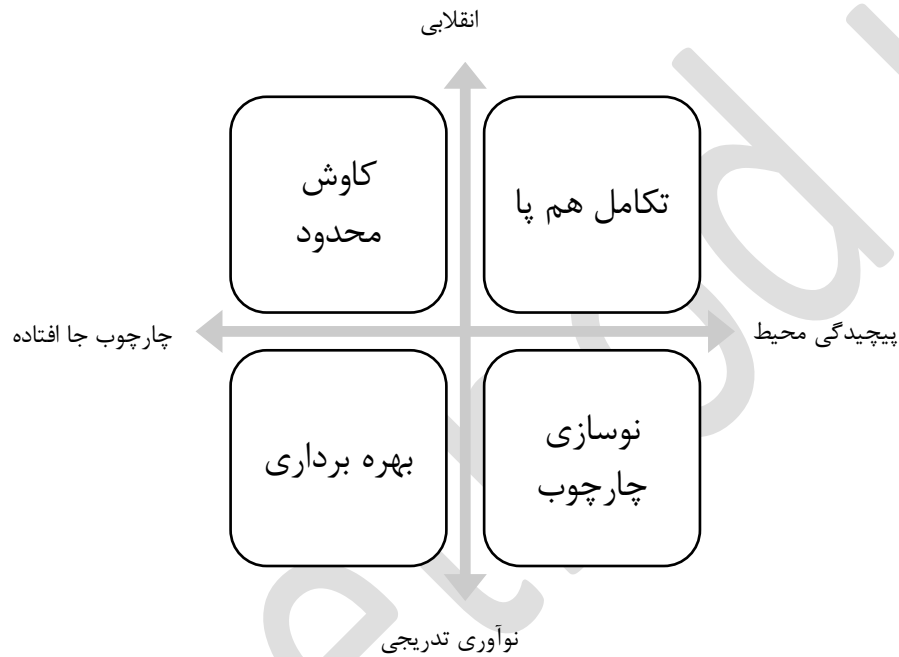 انقلابی
تکامل هم پا
کاوش
محدود
پیچیدگی محیط
چارچوب جا افتاده
نوسازی
چارچوب
بهره برداری
نوآوری تدریجی